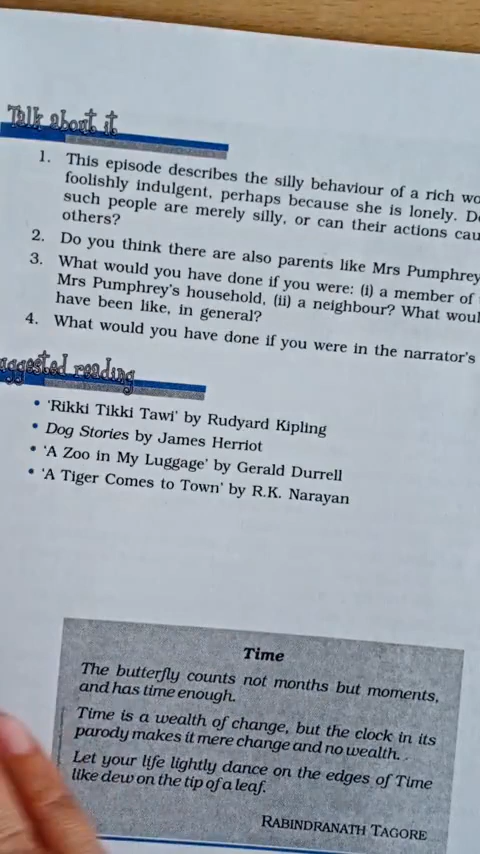 Talk about it
1. This episode describes the silly behaviour of a rich
foolishly indulgent, perhaps because she is lonely.
such people are merely silly, or can their actions
others?
2. Do you think there are also parents like Mrs Pumphrey
3. What would you have done if you were: (i) a member of
Mrs Pumphrey's household, (ii) a neighbour? What
have been like, in general?
4. What would you have done if you were in the narrator's
uggested reading
• 'Rikki Tikki Tawi' by Rudyard Kipling
• Dog Stories by James Herriot
• 'A Zoo in My Luggage' by Gerald Durrell
• 'A Tiger Comes to Town' by R.K. Narayan
Time
The butterfly counts not months but moments,
and has time enough.
Time is a wealth of change, but the clock in its
parody makes it mere change and no wealth.
Let your life lightly dance on the edges of Time
like dew on the tip of a leaf.
RABINDRANATH TAGORE